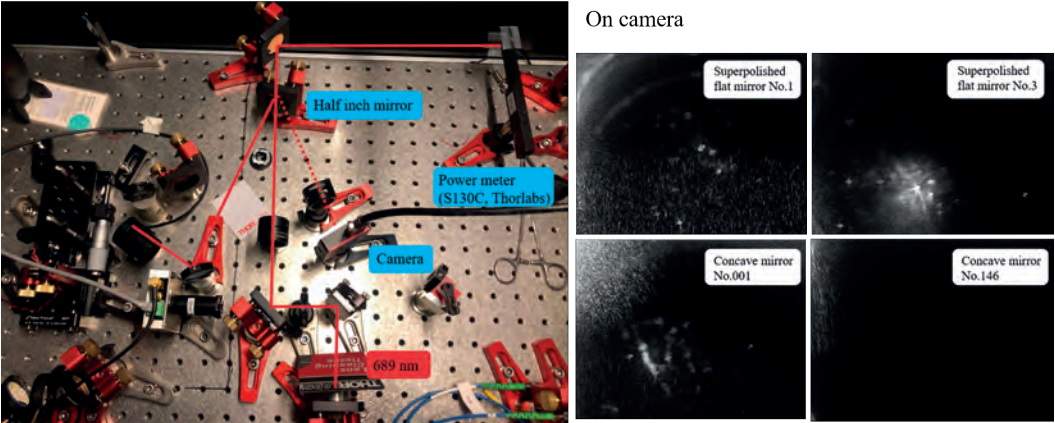 On camera
Half inch mirror
Power meter
(S130C, Thorlabs)
Camera
689 nm
THOR
Superpolished
flat mirror No.1
Superpolished
flat mirror No.3
Concave mirror
No.001
Concave mirror
No.146